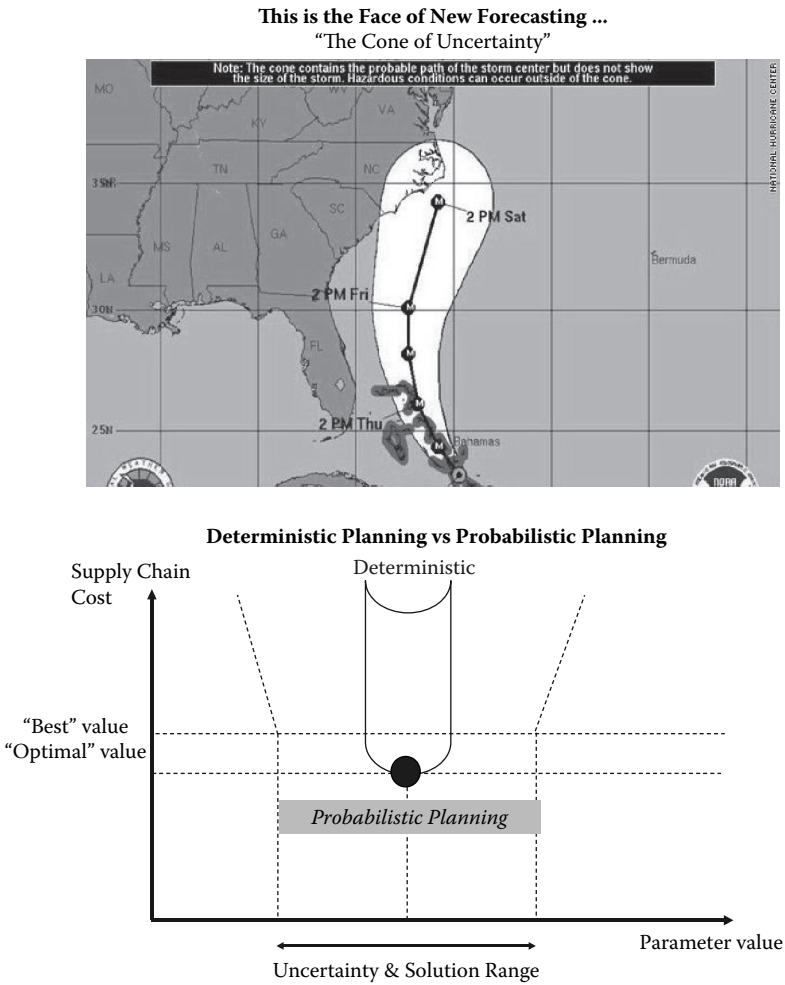 This is the Face of New Forecasting ...
“The Cone of Uncertainty”
Note: The cone contains the probable path of the storm center but does not show
the size of the storm. Hazardous conditions can occur outside of the cone.
NATIONAL HURRICANE CENTER
MO
WV
VA
KY
TN
NC
35N
SC
MS
AL
GA
LA
M
2 PM Sat
Bermuda
2 PM Fri
M
30N
M
FL
M
2 PM Thu
25N
M
Bahamas
WEATHER
NOAA
Deterministic Planning vs Probabilistic Planning
Supply Chain
Cost
Deterministic
“Best” value
“Optimal” value
Probabilistic Planning
Parameter value
Uncertainty & Solution Range